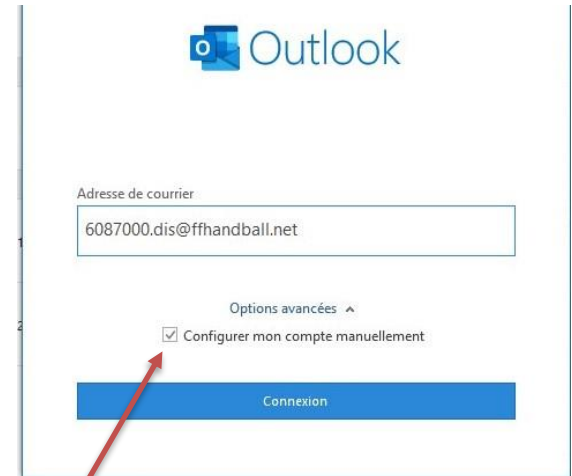 Outlook
Adresse de courrier
6087000.dis@ffhandball.net
Options avancées
Configurer mon compte manuellement
Connexion